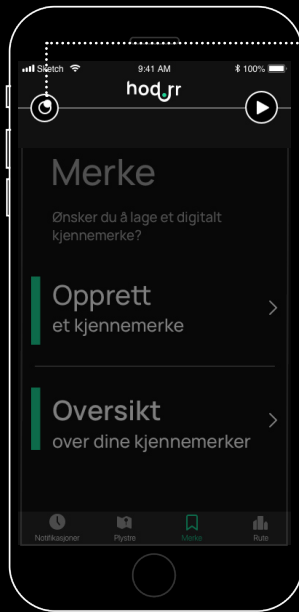 Sketch 9:41 AM 100%
hodrr
Merke
Ønsker du å lage et digitalt
kjennemerke?
Opprett
et kjennemerke
Oversikt
over dine kjennemerker
Notifikasjoner Plystre Merke Rute